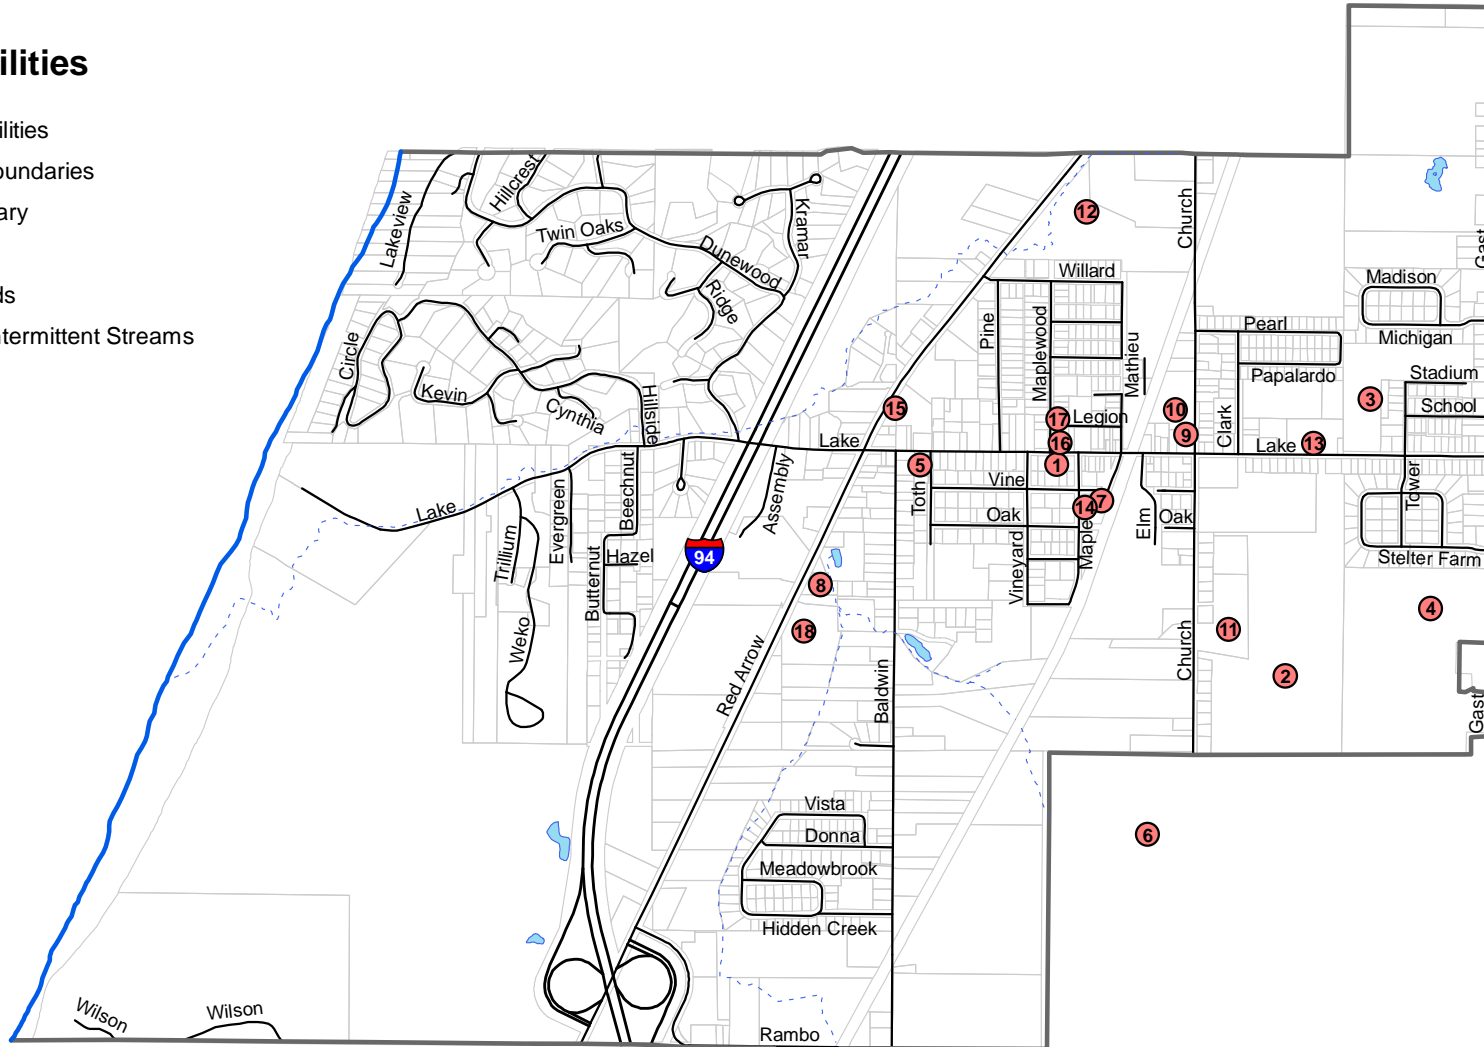 ilities
ilities
oundaries
ary
ds
ntermittent Streams
Lakeview
Hillcrest
Twin Oaks
Dunewood
Kramar
Ridge
Circle
Kevin
Cynthia
Hillside
Lake
Lake
Trillium
Evergreen
Beechnut
Hazel
Butternut
Weko
94
Assembly
Red Arrow
Baldwin
Toth
Vine
Oak
Vineyard
Maple
Pine
Maplewood
Willard
Mathieu
Legion
Church
Elm
Oak
Church
Clark
Pearl
Papalardo
Lake
Madison
Michigan
Stadium
School
Tower
Stelter Farm
Gast
Gast
Vista
Donna
Meadowbrook
Hidden Creek
Rambo
Wilson
Wilson
12
15
17
16
1
5
14
7
10
9
3
13
8
18
11
2
4
6